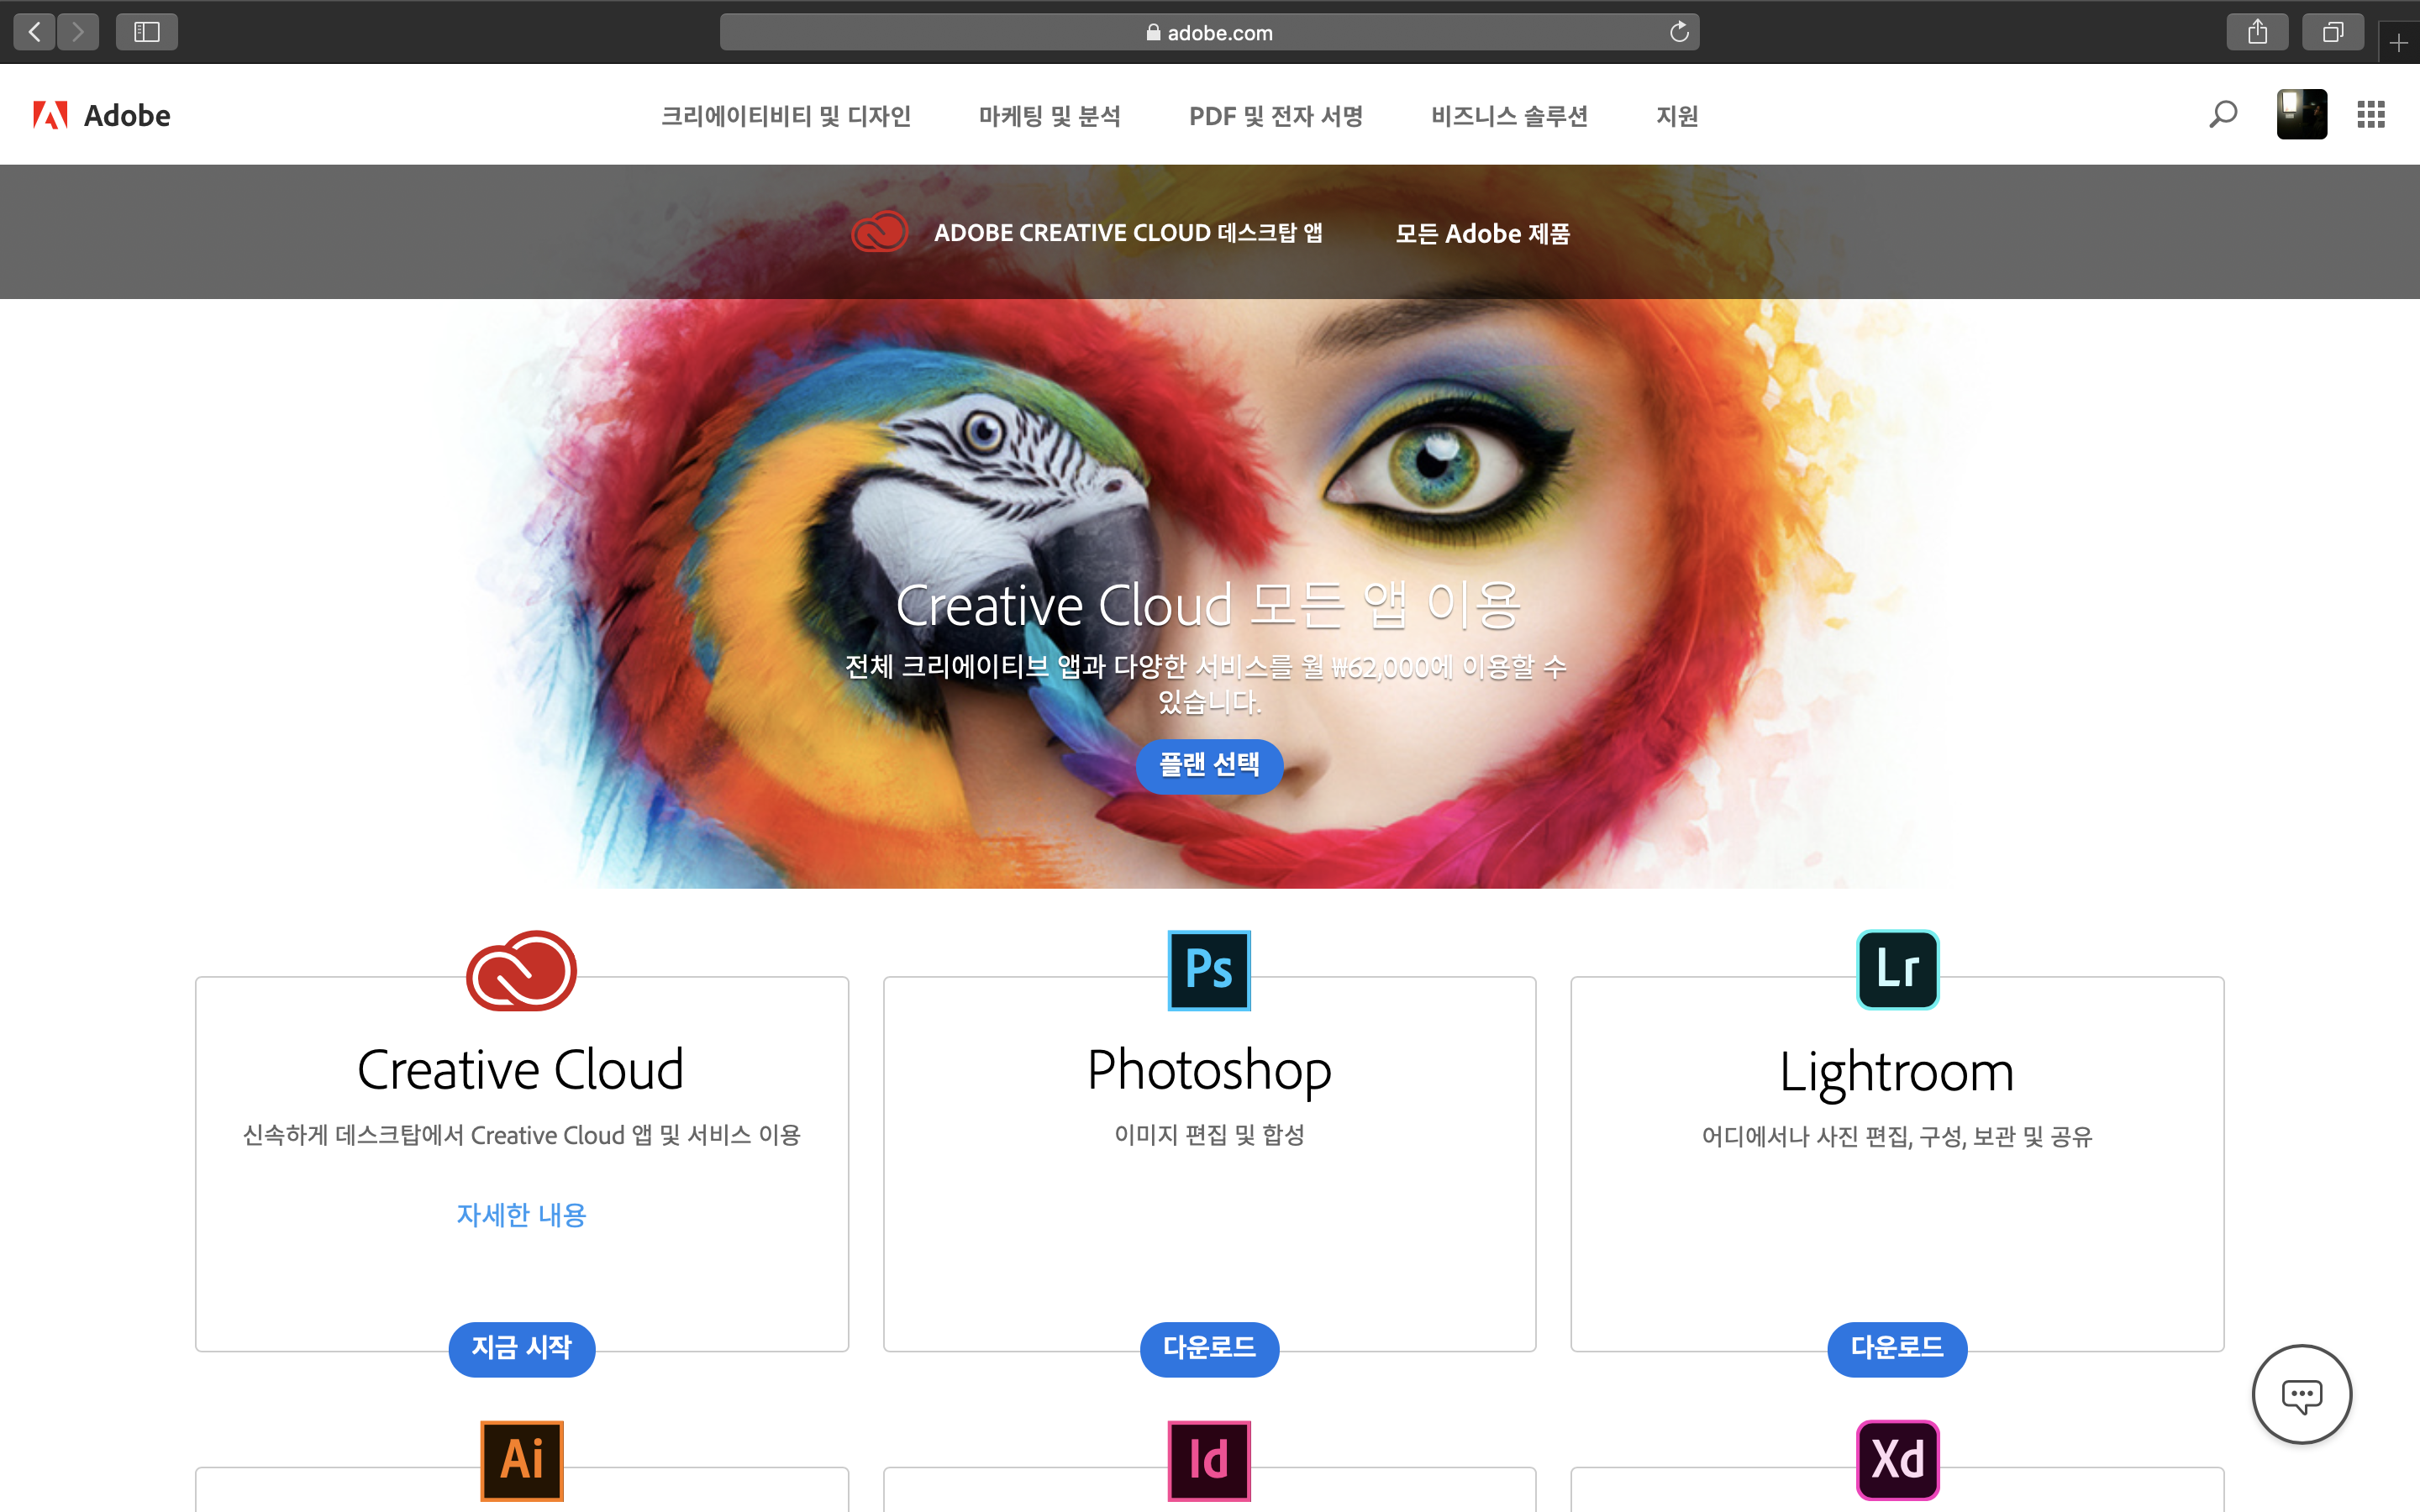 adobe.com
Adobe
크리에이티비티 및 디자인
마케팅 및 분석
PDF 및 전자 서명
비즈니스 솔루션
지원
ADOBE CREATIVE CLOUD 데스크탑 앱
모든 Adobe 제품
Creative Cloud 모든 앱 이용
전체 크리에이티브 앱과 다양한 서비스를 월 ₩62,000에 이용할 수
있습니다.
플랜 선택
Creative Cloud
신속하게 데스크탑에서 Creative Cloud 앱 및 서비스 이용
자세한 내용
지금 시작
Ps
Photoshop
이미지 편집 및 합성
다운로드
Lr
Lightroom
어디에서나 사진 편집, 구성, 보관 및 공유
다운로드
Ai
Id
Xd